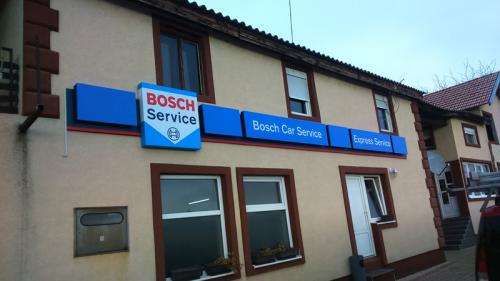 BOSCH
Service
Bosch Car Service
Express Service